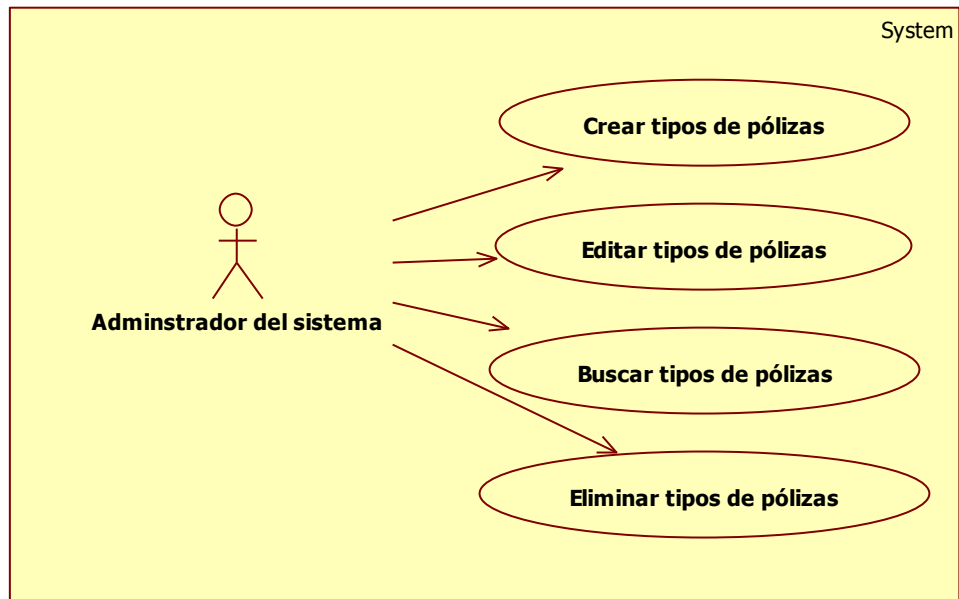 System
Crear tipos de pólizas
Editar tipos de pólizas
Adminstrador del sistema
Buscar tipos de pólizas
Eliminar tipos de pólizas